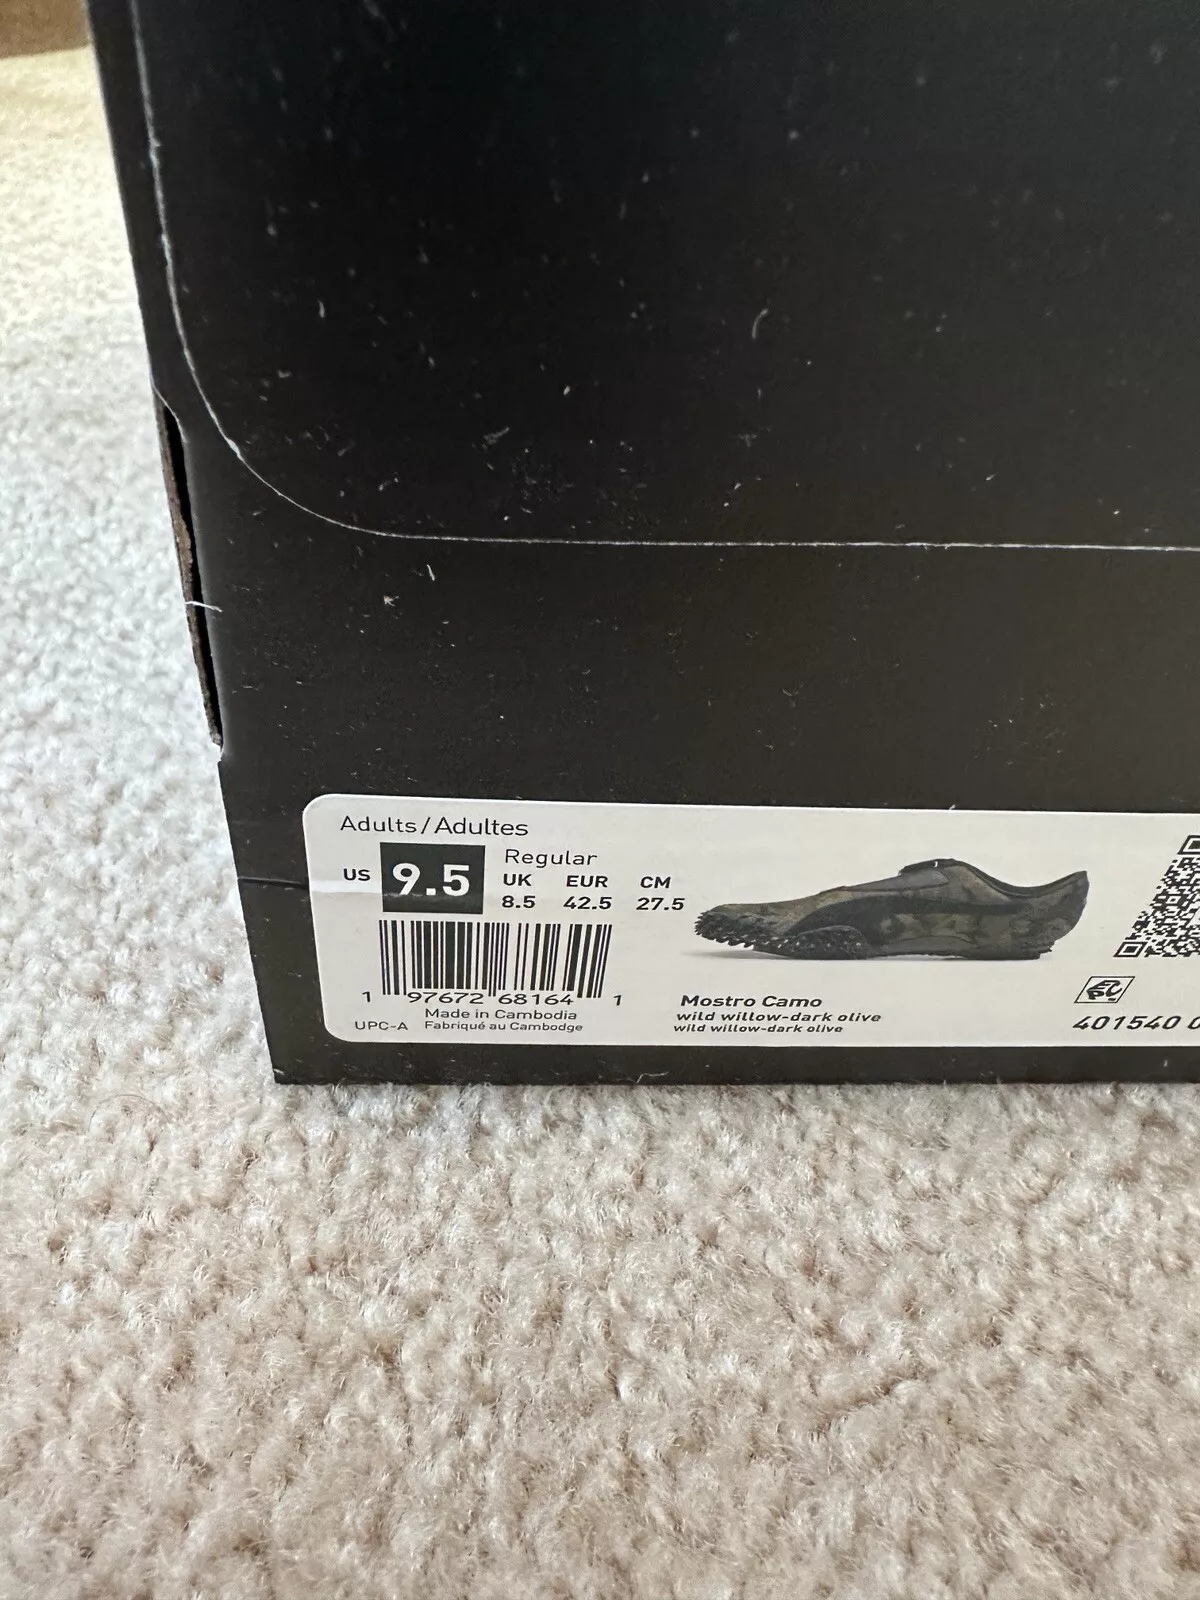 Adults/Adultes
US 9.5 Regular
UK EUR CM
8.5 42.5 27.5
1 97672 68164 1
UPC-A Made in Cambodia
Fabriqué au Cambodge
Mostro Camo
wild willow-dark olive
wild willow-dark olive
401540 0